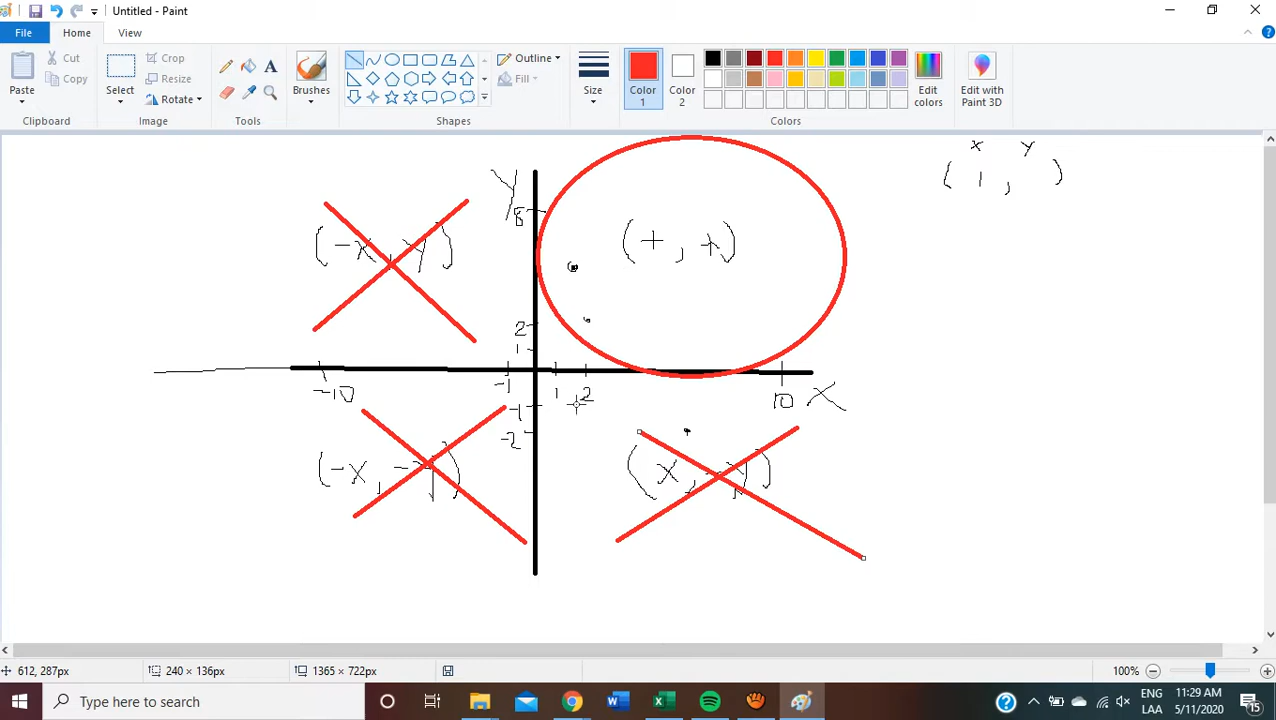 Untitled - Paint
File Home View
Paste
Cut
Copy
Clipboard
Select
Crop
Resize
Rotate
Image
A
Tools
Brushes
Shapes
Outline
Fill
Size
Color 1
Color 2
Edit colors
Edit with Paint 3D
Colors
x y
( 1 , )
Y
8
(-x, y)
(+, +)
2
1
-10
-1
1 2
10 X
-1
-2
(-x, -y)
(x, -y)
612, 287px
240 × 136px
1365 × 722px
100%
Type here to search
ENG
LAA
11:29 AM
5/11/2020
15